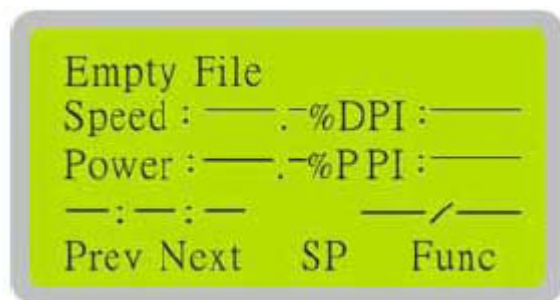 Empty File
Speed : —.-%DPI :—
Power :—.-%PPI :—
—:—:— —/—
Prev Next SP Func